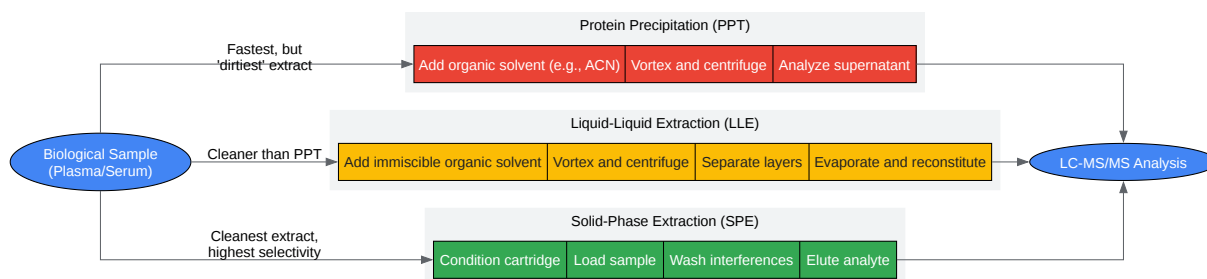 Protein Precipitation (PPT)
Fastest, but
'dirtiest' extract
Add organic solvent (e.g., ACN)
Vortex and centrifuge
Analyze supernatant
Liquid-Liquid Extraction (LLE)
Biological Sample
(Plasma/Serum)
Cleaner than PPT
Add immiscible organic solvent
Vortex and centrifuge
Separate layers
Evaporate and reconstitute
LC-MS/MS Analysis
Solid-Phase Extraction (SPE)
Cleanest extract,
highest selectivity
Condition cartridge
Load sample
Wash interferences
Elute analyte